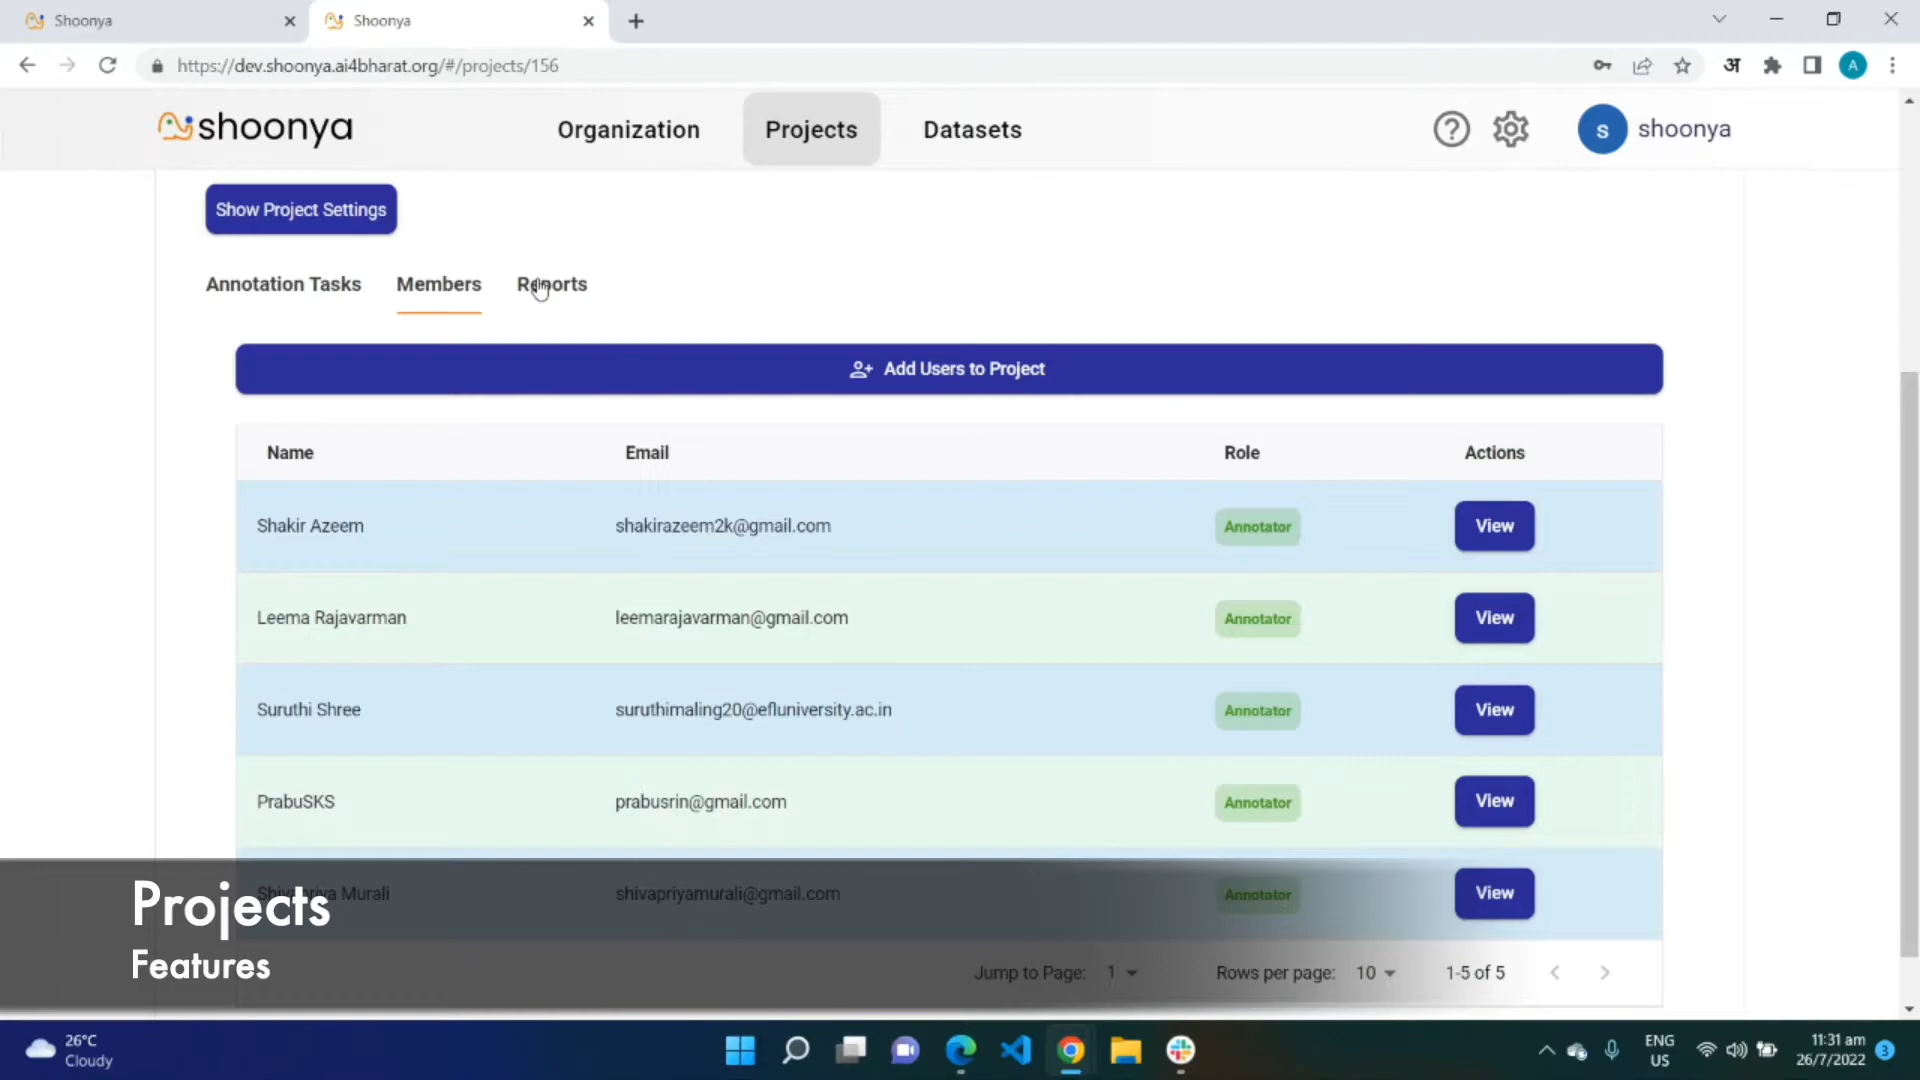 Shoonya
Shoonya
https://dev.shoonya.ai4bharat.org/#/projects/156
अ
A
shoonya
Organization
Projects
Datasets
s
shoonya
Show Project Settings
Annotation Tasks
Members
Reports
Add Users to Project
Name
Email
Role
Actions
Shakir Azeem
shakirazeem2k@gmail.com
Annotator
View
Leema Rajavarman
leemarajavarman@gmail.com
Annotator
View
Suruthi Shree
suruthimaling20@efluniversity.ac.in
Annotator
View
PrabuSKS
prabusrin@gmail.com
Annotator
View
Shivapriya Murali
shivapriyamurali@gmail.com
Annotator
View
Projects
Features
Jump to Page: 1
Rows per page: 10
1-5 of 5
26°C
Cloudy
ENG
US
11:31 am
26/7/2022
3